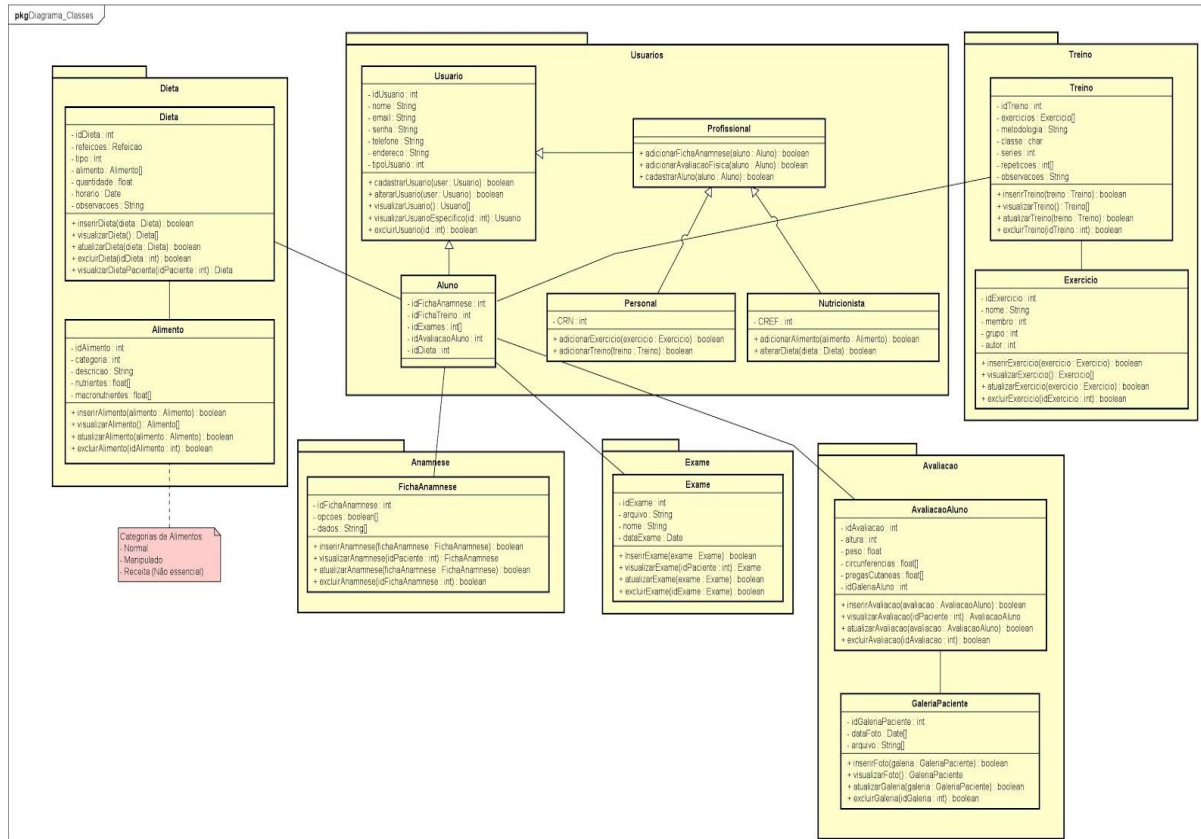 pkgDiagrama_Classes
Dieta
Dieta
- idDieta : int
- refeicoes : Refeicao
- tipo : int
- alimento : Alimento[]
- quantidade : float
- horario : Date
- observacoes : String
+ inserirDieta(dieta : Dieta) : boolean
+ visualizarDieta() : Dieta[]
+ atualizarDieta(dieta : Dieta) : boolean
+ excluirDieta(idDieta : int) : boolean
+ visualizarDietaPaciente(idPaciente : int) : Dieta
Alimento
- idAlimento : int
- categoria : int
- descricao : String
- nutrientes : float[]
- macronutrientes : float[]
+ inserirAlimento(alimento : Alimento) : boolean
+ visualizarAlimento() : Alimento[]
+ atualizarAlimento(alimento : Alimento) : boolean
+ excluirAlimento(idAlimento : int) : boolean
Categorias de Alimentos:
- Normal
- Manipulado
- Receita (Não essencial)
Usuarios
Usuario
- idUsuario : int
- nome : String
- email : String
- senha : String
- telefone : String
- endereco : String
- tipoUsuario : int
+ cadastrarUsuario(user : Usuario) : boolean
+ alterarUsuario(user : Usuario) : boolean
+ visualizarUsuario() : Usuario[]
+ visualizarUsuarioEspecifico(id : int) : Usuario
+ excluirUsuario(id : int) : boolean
Profissional
+ adicionarFichaAnamnese(aluno : Aluno) : boolean
+ adicionarAvaliacaoFisica(aluno : Aluno) : boolean
+ cadastrarAluno(aluno : Aluno) : boolean
Aluno
- idFichaAnamnese : int
- idFichaTreino : int
- idExames : int[]
- idAvaliacaoAluno : int
- idDieta : int
Personal
- CRN : int
+ adicionarExercicio(exercicio : Exercicio) : boolean
+ adicionarTreino(treino : Treino) : boolean
Nutricionista
- CREF : int
+ adicionarAlimento(alimento : Alimento) : boolean
+ alterarDieta(dieta : Dieta) : boolean
Treino
Treino
- idTreino : int
- exercicios : Exercicio[]
- metodologia : String
- classe : char
- series : int
- repeticoes : int[]
- observacoes : String
+ inserirTreino(treino : Treino) : boolean
+ visualizarTreino() : Treino[]
+ atualizarTreino(treino : Treino) : boolean
+ excluirTreino(idTreino : int) : boolean
Exercicio
- idExercicio : int
- nome : String
- membro : int
- grupo : int
- autor : int
+ inserirExercicio(exercicio : Exercicio) : boolean
+ visualizarExercicio() : Exercicio[]
+ atualizarExercicio(exercicio : Exercicio) : boolean
+ excluirExercicio(idExercicio : int) : boolean
Anamnese
FichaAnamnese
- idFichaAnamnese : int
- opcoes : boolean[]
- dados : String[]
+ inserirAnamnese(fichaAnamnese : FichaAnamnese) : boolean
+ visualizarAnamnese(idPaciente : int) : FichaAnamnese
+ atualizarAnamnese(fichaAnamnese : FichaAnamnese) : boolean
+ excluirAnamnese(idFichaAnamnese : int) : boolean
Exame
Exame
- idExame : int
- arquivo : String
- nome : String
- dataExame : Date
+ InserirExame(exame : Exame) : boolean
+ visualizarExame(idPaciente : int) : Exame
+ atualizarExame(exame : Exame) : boolean
+ excluirExame(idExame : Exame) : boolean
Avaliacao
AvaliacaoAluno
- idAvaliacao : int
- altura : int
- peso : float
- circunferencias : float[]
- pregasCutaneas : float[]
- idGaleriaAluno : int
+ inserirAvaliacao(avaliacao : AvaliacaoAluno) : boolean
+ visualizarAvaliacao(idPaciente : int) : AvaliacaoAluno
+ atualizarAvaliacao(avaliacao : AvaliacaoAluno) : boolean
+ excluirAvaliacao(idAvaliacao : int) : boolean
GaleriaPaciente
- idGaleriaPaciente : int
- dataFoto : Date[]
- arquivo : String[]
+ inserirFoto(galeria : GaleriaPaciente) : boolean
+ visualizarFoto() : GaleriaPaciente
+ atualizarGaleria(galeria : GaleriaPaciente) : boolean
+ excluirGaleria(idGaleria : int) : boolean